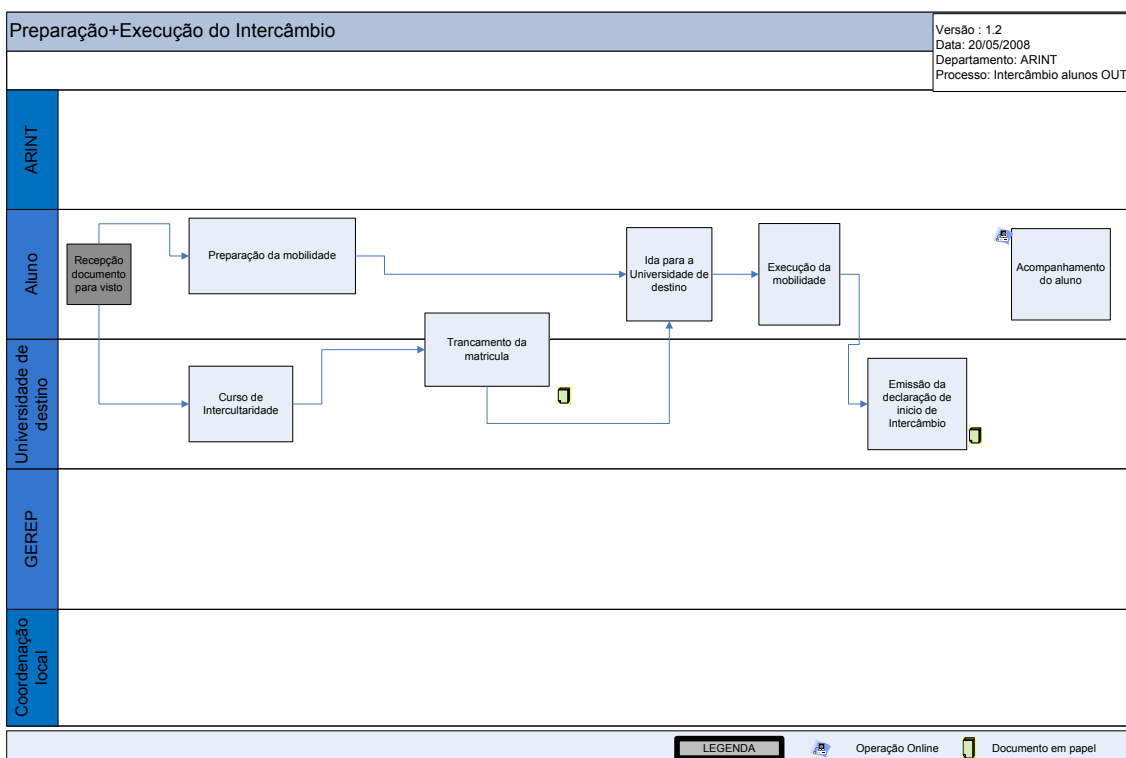 Preparação+Execução do Intercâmbio
Versão : 1.2
Data: 20/05/2008
Departamento: ARINT
Processo: Intercâmbio alunos OUT
ARINT
Aluno
Recepção
documento
para visto
Preparação da mobilidade
Ida para a
Universidade de
destino
Execução da
mobilidade
Acompanhamento
do aluno
Universidade de
destino
Curso de
Intercultaridade
Trancamento da
matricula
Emissão da
declaração de
inicio de
Intercâmbio
GEREP
Coordenação
local
LEGENDA
Operação Online
Documento em papel